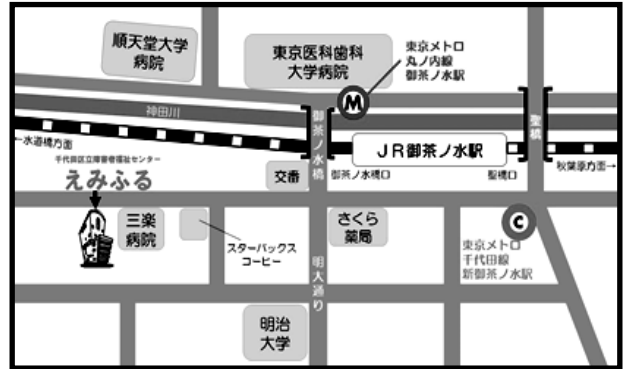 順天堂大学
病院
東京医科歯科
大学病院
東京メトロ
丸ノ内線
御茶ノ水駅
M
神田川
御茶ノ水橋
聖橋
←水道橋方面
JR御茶ノ水駅
秋葉原方面→
千代田区立障害者福祉センター
えみふる
交番
御茶ノ水橋口
聖橋口
三楽
病院
スターバックス
コーヒー
さくら
薬局
C
東京メトロ
千代田線
新御茶ノ水駅
明大通り
明治
大学